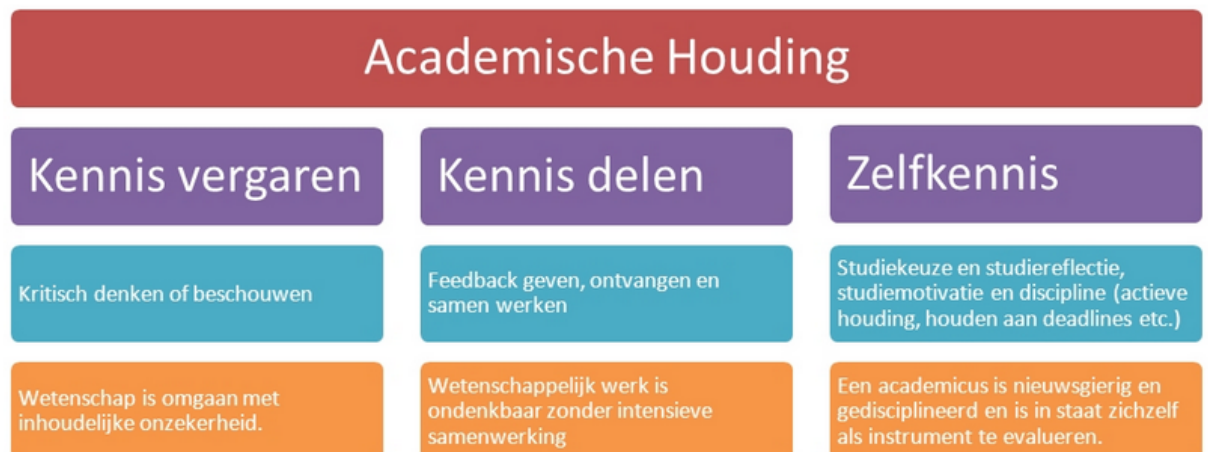 Academische Houding
Kennis vergaren
Kennis delen
Zelfkennis
Kritisch denken of beschouwen
Feedback geven, ontvangen en
samen werken
Studiekeuze en studiereflectie,
studiemotivatie en discipline (actieve
houding, houden aan deadlines etc.)
Wetenschap is omgaan met
inhoudelijke onzekerheid.
Wetenschappelijk werk is
ondenkbaar zonder intensieve
samenwerking
Een academicus is nieuwsgierig en
gedisciplineerd en is in staat zichzelf
als instrument te evalueren.